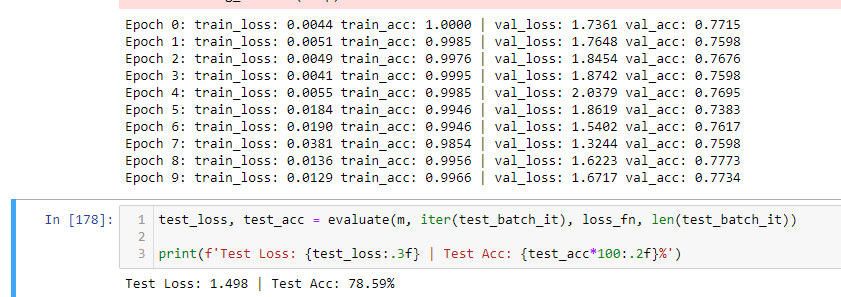 Epoch 0: train_loss: 0.0044 train_acc: 1.0000 | val_loss: 1.7361 val_acc: 0.7715
Epoch 1: train_loss: 0.0051 train_acc: 0.9985 | val_loss: 1.7648 val_acc: 0.7598
Epoch 2: train_loss: 0.0049 train_acc: 0.9976 | val_loss: 1.8454 val_acc: 0.7676
Epoch 3: train_loss: 0.0041 train_acc: 0.9995 | val_loss: 1.8742 val_acc: 0.7598
Epoch 4: train_loss: 0.0055 train_acc: 0.9985 | val_loss: 2.0379 val_acc: 0.7695
Epoch 5: train_loss: 0.0184 train_acc: 0.9946 | val_loss: 1.8619 val_acc: 0.7383
Epoch 6: train_loss: 0.0190 train_acc: 0.9946 | val_loss: 1.5402 val_acc: 0.7617
Epoch 7: train_loss: 0.0381 train_acc: 0.9854 | val_loss: 1.3244 val_acc: 0.7598
Epoch 8: train_loss: 0.0136 train_acc: 0.9956 | val_loss: 1.6223 val_acc: 0.7773
Epoch 9: train_loss: 0.0129 train_acc: 0.9966 | val_loss: 1.6717 val_acc: 0.7734
In [178]: 1 test_loss, test_acc = evaluate(m, iter(test_batch_it), loss_fn, len(test_batch_it))
2
3 print(f'Test Loss: {test_loss:.3f} | Test Acc: {test_acc*100:.2f}%')
Test Loss: 1.498 | Test Acc: 78.59%